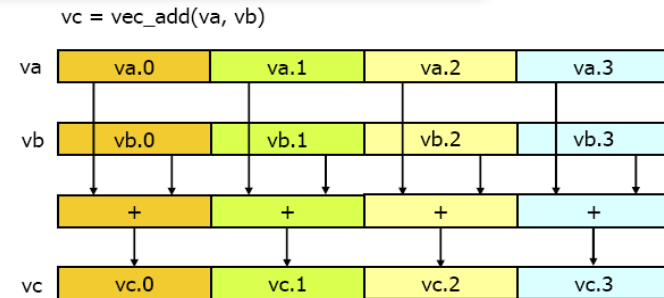 vc = vec_add(va, vb)
va va.0 va.1 va.2 va.3
vb vb.0 vb.1 vb.2 vb.3
+ + + +
vc vc.0 vc.1 vc.2 vc.3